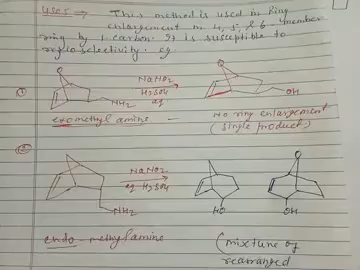 Uses ⇒ This method is used in Ring
enlargement in 4, 5, & 6 - member
ring by 1 carbon. It is susceptible to
regioselectivity. eg
① O NaNO2 O
H2SO4
NH2 aq OH
exomethyl amine - No ring enlargement
(single product)
② NaNO2 O
aq H2SO4
NH2 HO OH
endo - methylamine (mixture of
rearranged